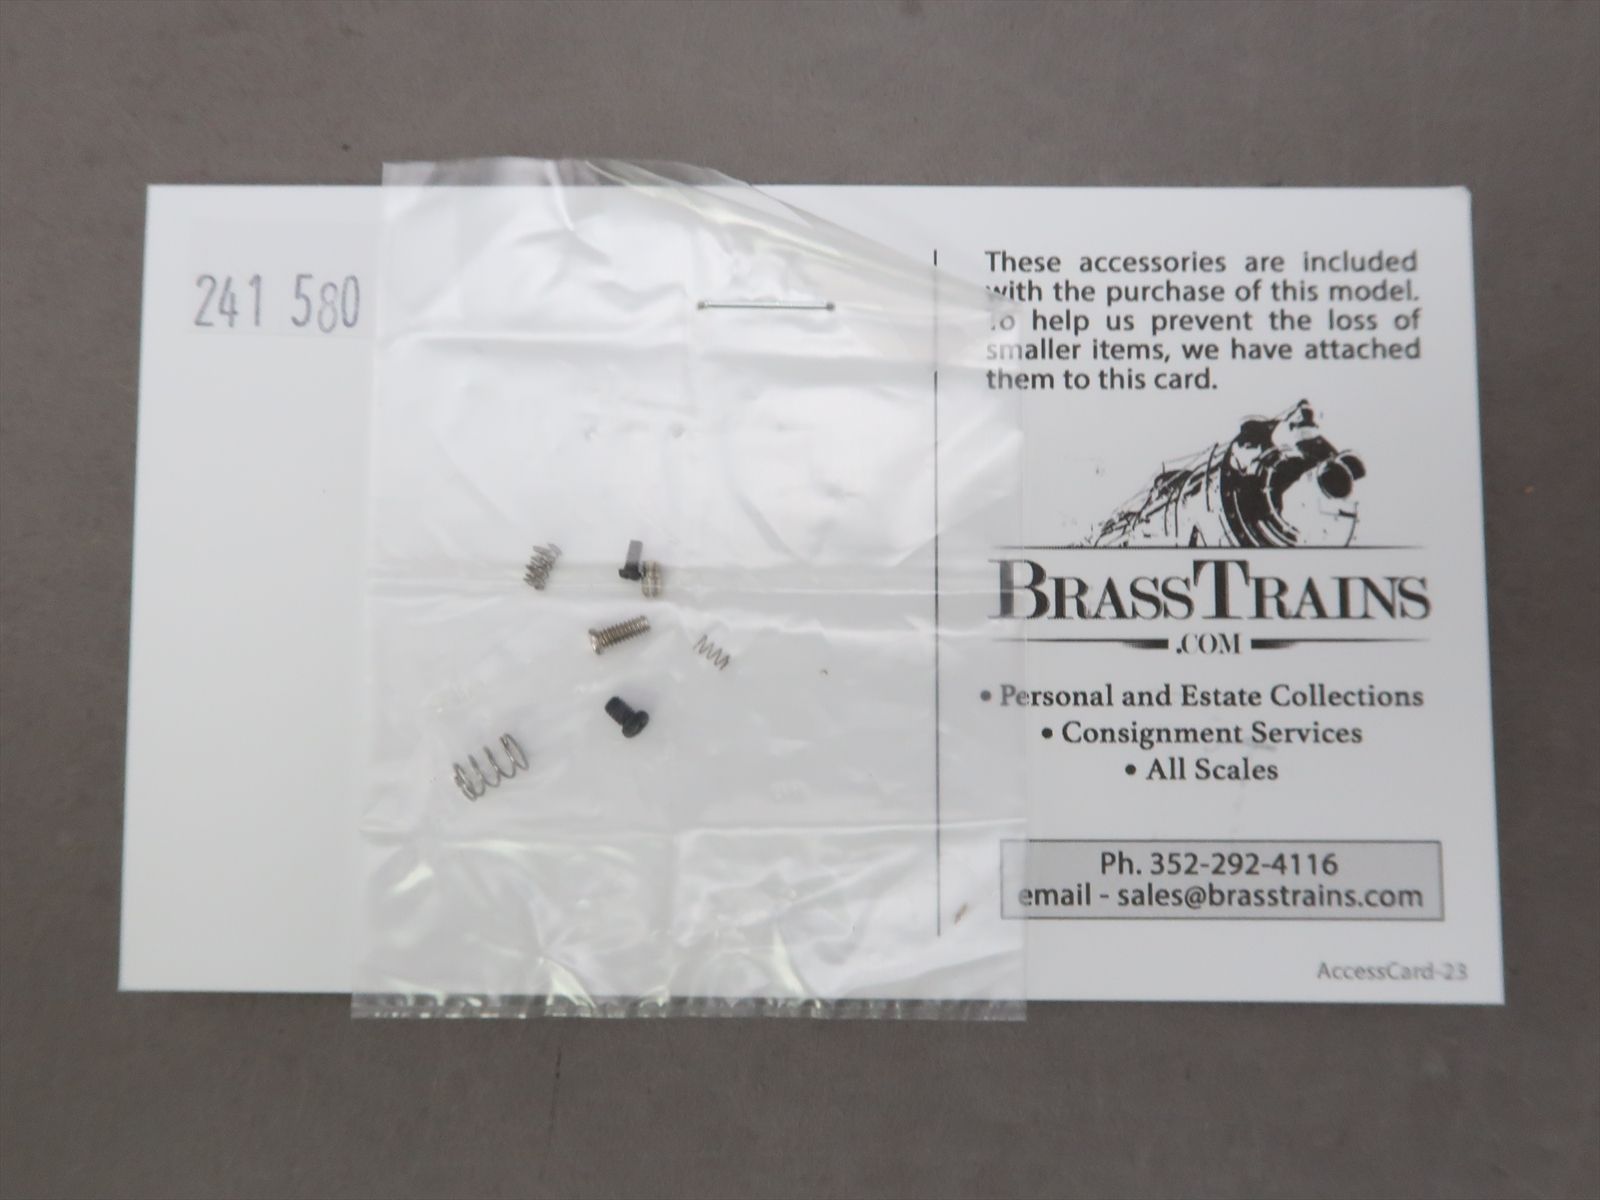 241 580
These accessories are included
with the purchase of this model.
To help us prevent the loss of
smaller items, we have attached
them to this card.
BRASSTRAINS
.COM
• Personal and Estate Collections
• Consignment Services
• All Scales
Ph. 352-292-4116
email - sales@brasstrains.com
AccessCard-23